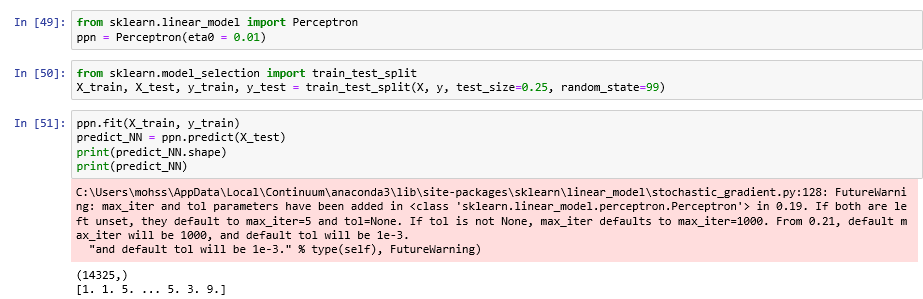 In [49]: from sklearn.linear_model import Perceptron
ppn = Perceptron(eta0 = 0.01)
In [50]: from sklearn.model_selection import train_test_split
X_train, X_test, y_train, y_test = train_test_split(X, y, test_size=0.25, random_state=99)
In [51]: ppn.fit(X_train, y_train)
predict_NN = ppn.predict(X_test)
print(predict_NN.shape)
print(predict_NN)
C:\Users\mohss\AppData\Local\Continuum\anaconda3\lib\site-packages\sklearn\linear_model\stochastic_gradient.py:128: FutureWarni
ng: max_iter and tol parameters have been added in <class 'sklearn.linear_model.perceptron.Perceptron'> in 0.19. If both are le
ft unset, they default to max_iter=5 and tol=None. If tol is not None, max_iter defaults to max_iter=1000. From 0.21, default m
ax_iter will be 1000, and default tol will be 1e-3.
"and default tol will be 1e-3." % type(self), FutureWarning)
(14325,)
[1. 1. 5. ... 5. 3. 9.]